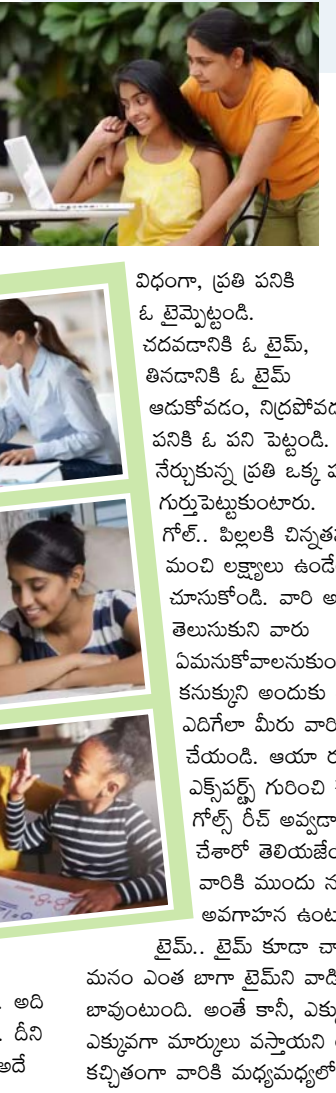 విధంగా, ప్రతి పనికి
ఓ టైమ్పెట్టండి.
చదవడానికి ఓ టైమ్,
తినడానికి ఓ టైమ్
ఆడుకోవడం, నిద్రపోవడ
పనికి ఓ పని పెట్టండి.
నేర్చుకున్న ప్రతి ఒక్క
గుర్తుపెట్టుకుంటారు.
గోల్.. పిల్లలకి చిన్నత
మంచి లక్ష్యాలు ఉండే
చూసుకోండి. వారి అ
తెలుసుకుని వారు
ఏమనుకోవాలనుకుం
కనుక్కుని అందుకు
ఎదిగేలా మీరు వారి
చేయండి. ఆయా ర
ఎక్స్‌పర్ట్స్ గురించి
గోల్స్ రీచ్ అవ్వడా
చేశారో తెలియజేం
వారికి ముందు న
అవగాహన ఉంట
టైమ్.. టైమ్ కూడా చా
మనం ఎంత బాగా టైమ్‌ని వాడి
బావుంటుంది. అంతే కానీ, ఎక్కు
ఎక్కువగా మార్కులు వస్తాయని
కచ్చితంగా వారికి మధ్యమధ్యలో
. అది
. దీని
అదే